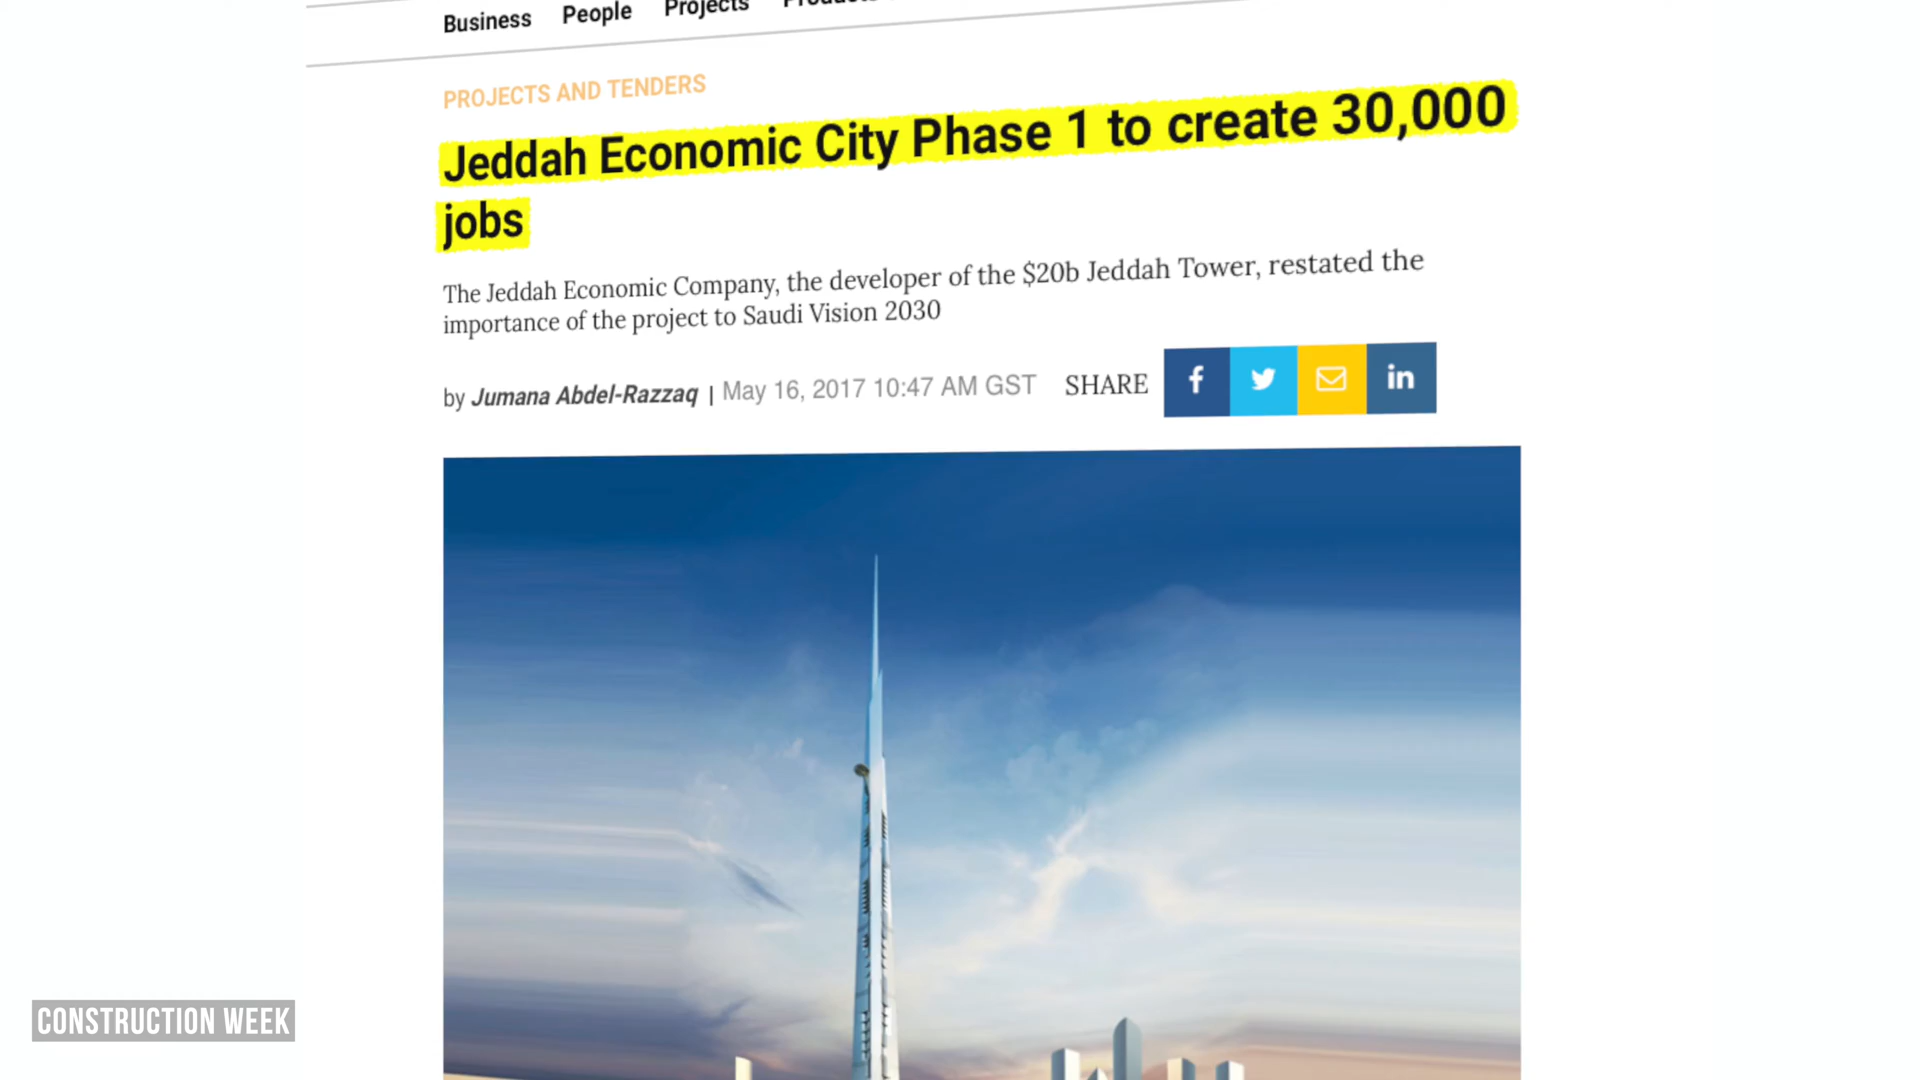 Business People Projects
PROJECTS AND TENDERS
Jeddah Economic City Phase 1 to create 30,000
jobs
The Jeddah Economic Company, the developer of the $20b Jeddah Tower, restated the
importance of the project to Saudi Vision 2030
by Jumana Abdel-Razzaq | May 16, 2017 10:47 AM GST SHARE
CONSTRUCTION WEEK